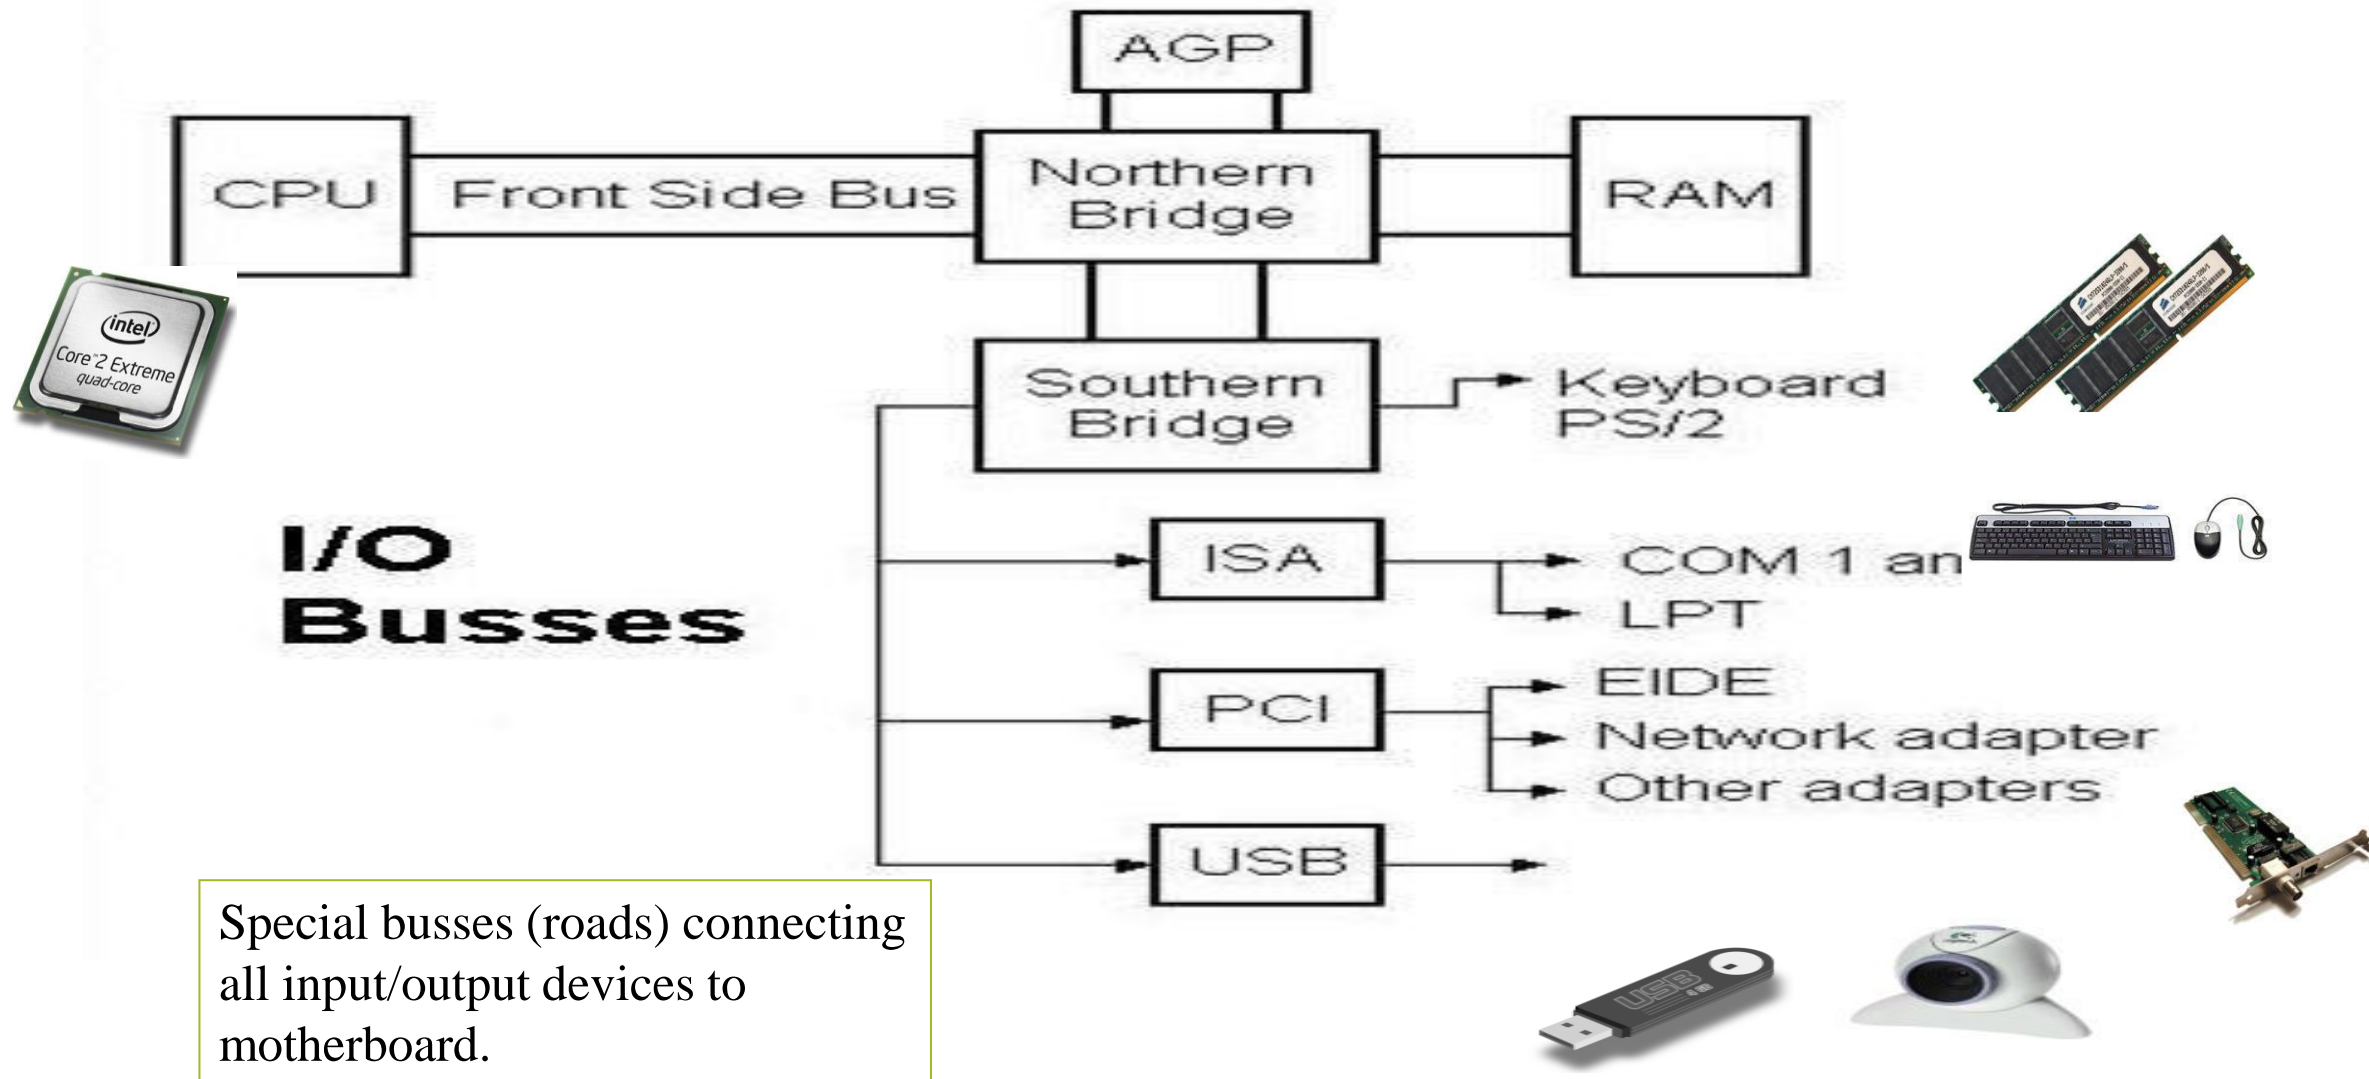 AGP
CPU
Front Side Bus
Northern
Bridge
RAM
intel
Core™2 Extreme
quad-core
Southern
Bridge
Keyboard
PS/2
I/O
Busses
ISA
COM 1 an
LPT
PCI
EIDE
Network adapter
Other adapters
USB
Special busses (roads) connecting
all input/output devices to
motherboard.
USB